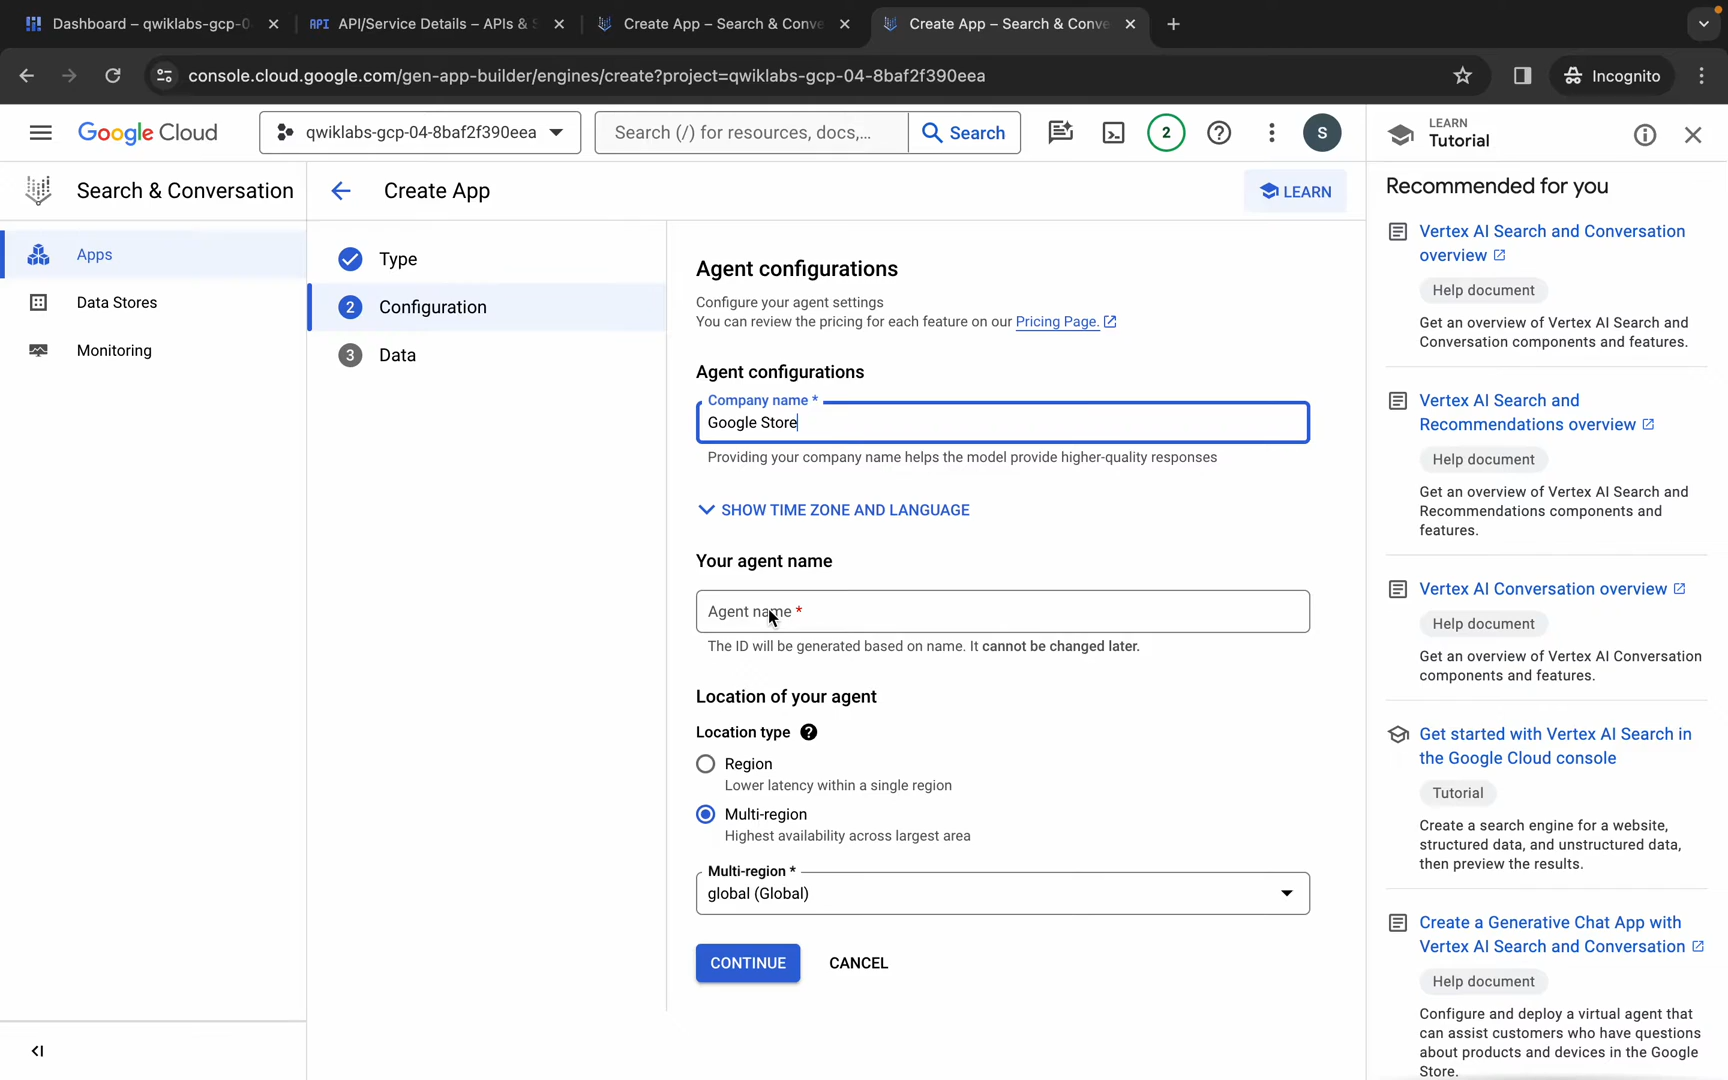 Dashboard – qwiklabs-gcp-0
API API/Service Details – APIs & S
Create App – Search & Conve
Create App – Search & Conve
console.cloud.google.com/gen-app-builder/engines/create?project=qwiklabs-gcp-04-8baf2f390eea
Incognito
Google Cloud
qwiklabs-gcp-04-8baf2f390eea
Search (/) for resources, docs,...
Search
2
S
LEARN
Tutorial
Search & Conversation
Create App
LEARN
Apps
Data Stores
Monitoring
Type
2 Configuration
3 Data
Agent configurations
Configure your agent settings
You can review the pricing for each feature on our Pricing Page.
Agent configurations
Company name *
Google Store
Providing your company name helps the model provide higher-quality responses
SHOW TIME ZONE AND LANGUAGE
Your agent name
Agent name *
The ID will be generated based on name. It cannot be changed later.
Location of your agent
Location type
Region
Lower latency within a single region
Multi-region
Highest availability across largest area
Multi-region *
global (Global)
CONTINUE
CANCEL
Recommended for you
Vertex AI Search and Conversation
overview
Help document
Get an overview of Vertex AI Search and
Conversation components and features.
Vertex AI Search and
Recommendations overview
Help document
Get an overview of Vertex AI Search and
Recommendations components and
features.
Vertex AI Conversation overview
Help document
Get an overview of Vertex AI Conversation
components and features.
Get started with Vertex AI Search in
the Google Cloud console
Tutorial
Create a search engine for a website,
structured data, and unstructured data,
then preview the results.
Create a Generative Chat App with
Vertex AI Search and Conversation
Help document
Configure and deploy a virtual agent that
can assist customers who have questions
about products and devices in the Google
Store.